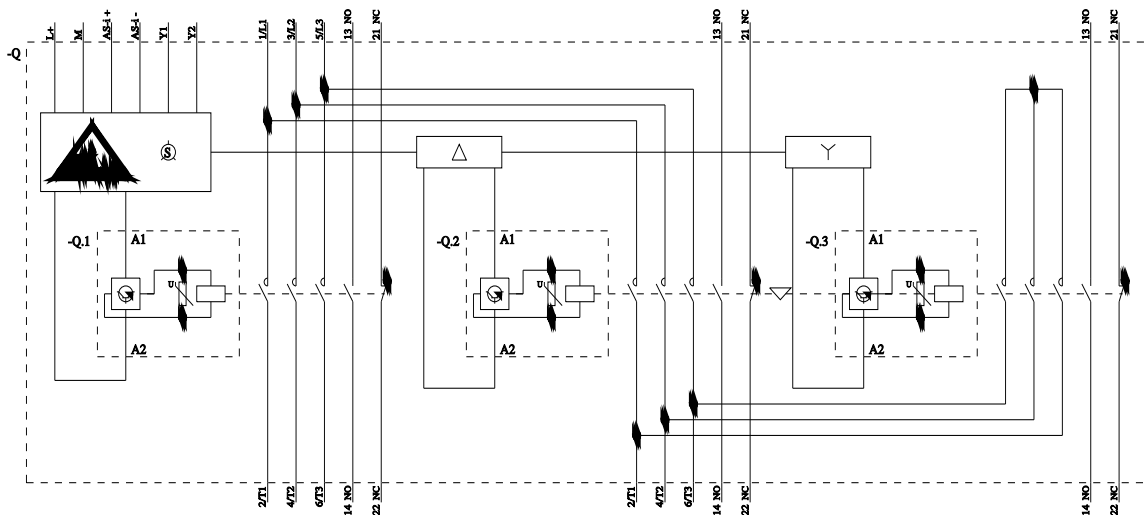 L+
M
AS-i +
AS-i -
Y1
Y2
1/L1
3/L2
5/L3
13 NO
21 NC
13 NO
21 NC
13 NO
21 NC
-Q
S
-Q.1
A1
U
A2
-Q.2
A1
U
A2
-Q.3
A1
U
A2
2/T1
4/T2
6/T3
14 NO
22 NC
2/T1
4/T2
6/T3
14 NO
22 NC
14 NO
22 NC